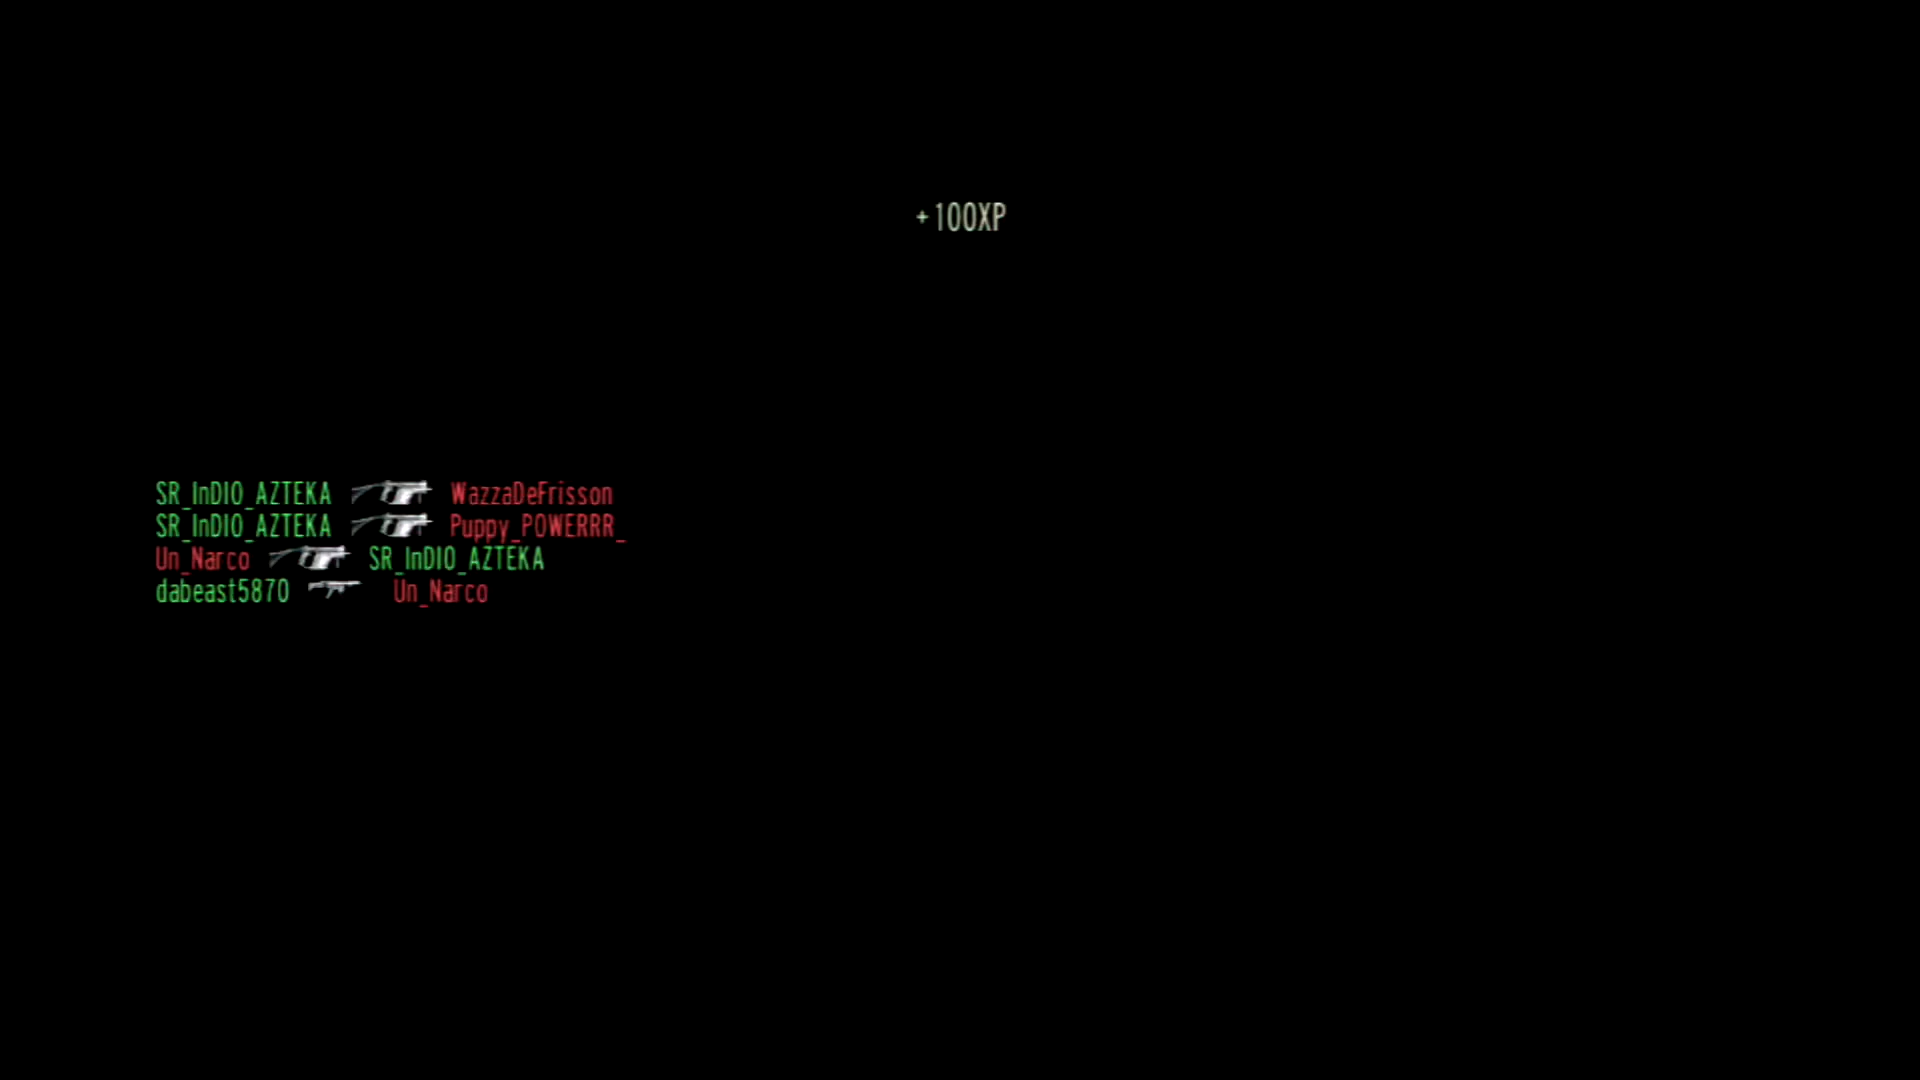 +100XP
SR_InDIO_AZTEKA WazzaDeFrisson
SR_InDIO_AZTEKA Puppy_POWERRR_
Un_Narco SR_InDIO_AZTEKA
dabeast5870 Un_Narco